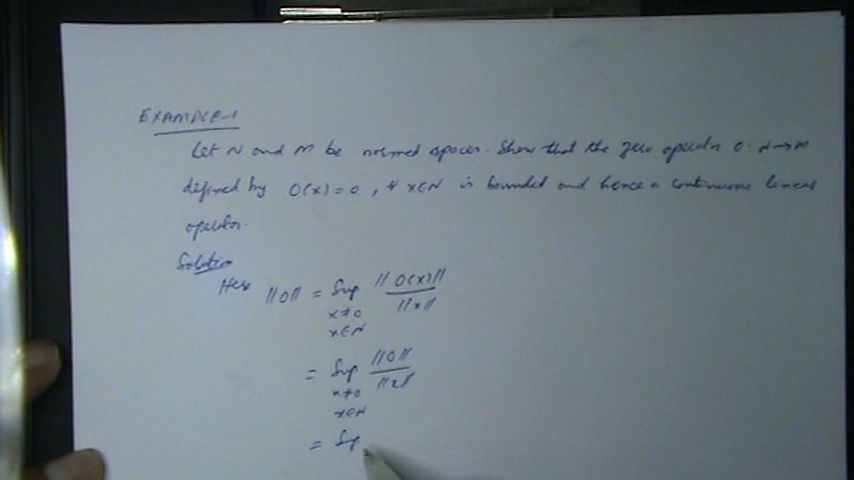 EXAMPLE-1
Let N and M be normed spaces. Show that the zero operator O: N→M
defined by O(x)=0, ∀ x∈N is bounded and hence a continuous linear
operator.
Solution
Here ||O|| = Sup ||O(x)|| / ||x||
x≠0
x∈N
= Sup ||0|| / ||x||
x≠0
x∈N
= Sup